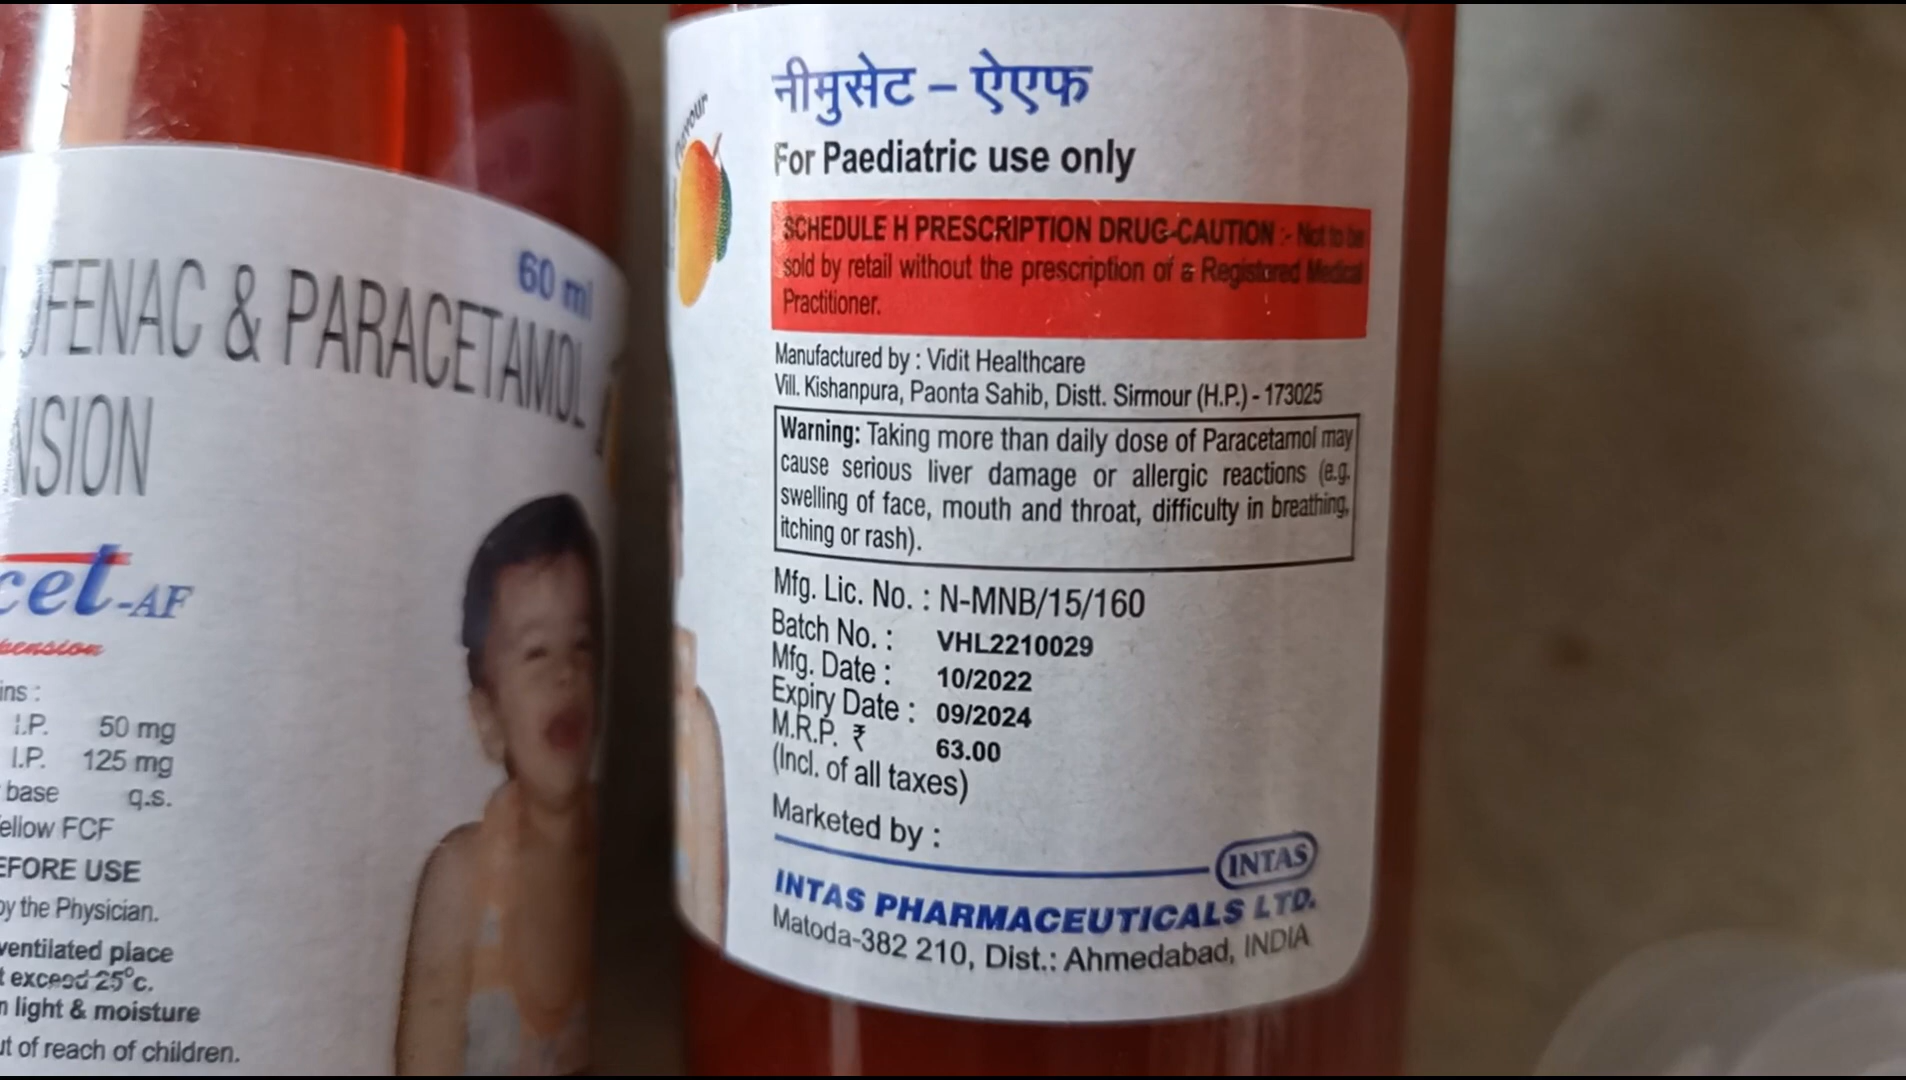 60 ml
FENAC & PARACETAMOL
cet-AF
I.P. 50 mg
I.P. 125 mg
base q.s.
FCF
USE
by the Physician.
ventilated place
exceed 25°c.
light & moisture
of reach of children.
Flavour
नीमुसेट – ऐएफ
For Paediatric use only
SCHEDULE H PRESCRIPTION DRUG-CAUTION :- Not to be
sold by retail without the prescription of a Registered Medical
Practitioner.
Manufactured by : Vidit Healthcare
Vill. Kishanpura, Paonta Sahib, Distt. Sirmour (H.P.) - 173025
Warning: Taking more than daily dose of Paracetamol may
cause serious liver damage or allergic reactions (e.g.
swelling of face, mouth and throat, difficulty in breathing,
itching or rash).
Mfg. Lic. No. : N-MNB/15/160
Batch No. : VHL2210029
Mfg. Date : 10/2022
Expiry Date : 09/2024
M.R.P. ₹ 63.00
(Incl. of all taxes)
Marketed by :
INTAS
INTAS PHARMACEUTICALS LTD.
Matoda-382 210, Dist.: Ahmedabad, INDIA